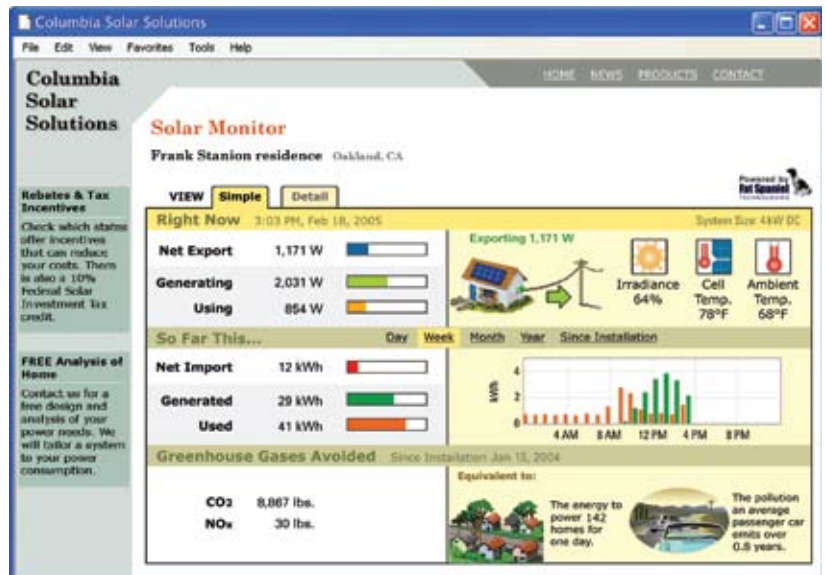 Columbia Solar Solutions
File Edit View Favorites Tools Help
Columbia
Solar
Solutions
HOME NEWS PRODUCTS CONTACT
Solar Monitor
Frank Stanion residence Oakland, CA
Powered by
Fat Spaniel
TECHNOLOGIES
Rebates & Tax
Incentives
Check which states
offer incentives
that can reduce
your costs. There
is also a 10%
Federal Solar
Investment Tax
credit.
FREE Analysis of
Home
Contact us for a
free design and
analysis of your
power needs. We
will tailor a system
to your power
consumption.
VIEW Simple Detail
Right Now 3:03 PM, Feb 18, 2005 System Size: 4kW DC
Net Export 1,171 W
Generating 2,031 W
Using 854 W
Exporting 1,171 W
Irradiance
64%
Cell
Temp.
78°F
Ambient
Temp.
68°F
So Far This... Day Week Month Year Since Installation
Net Import 12 kWh
Generated 29 kWh
Used 41 kWh
kWh
4
2
0
4 AM 8 AM 12 PM 4 PM 8 PM
Greenhouse Gases Avoided Since Installation Jan 15, 2004
CO2 8,867 lbs.
NOx 30 lbs.
Equivalent to:
The energy to
power 142
homes for
one day.
The pollution
an average
passenger car
emits over
0.8 years.